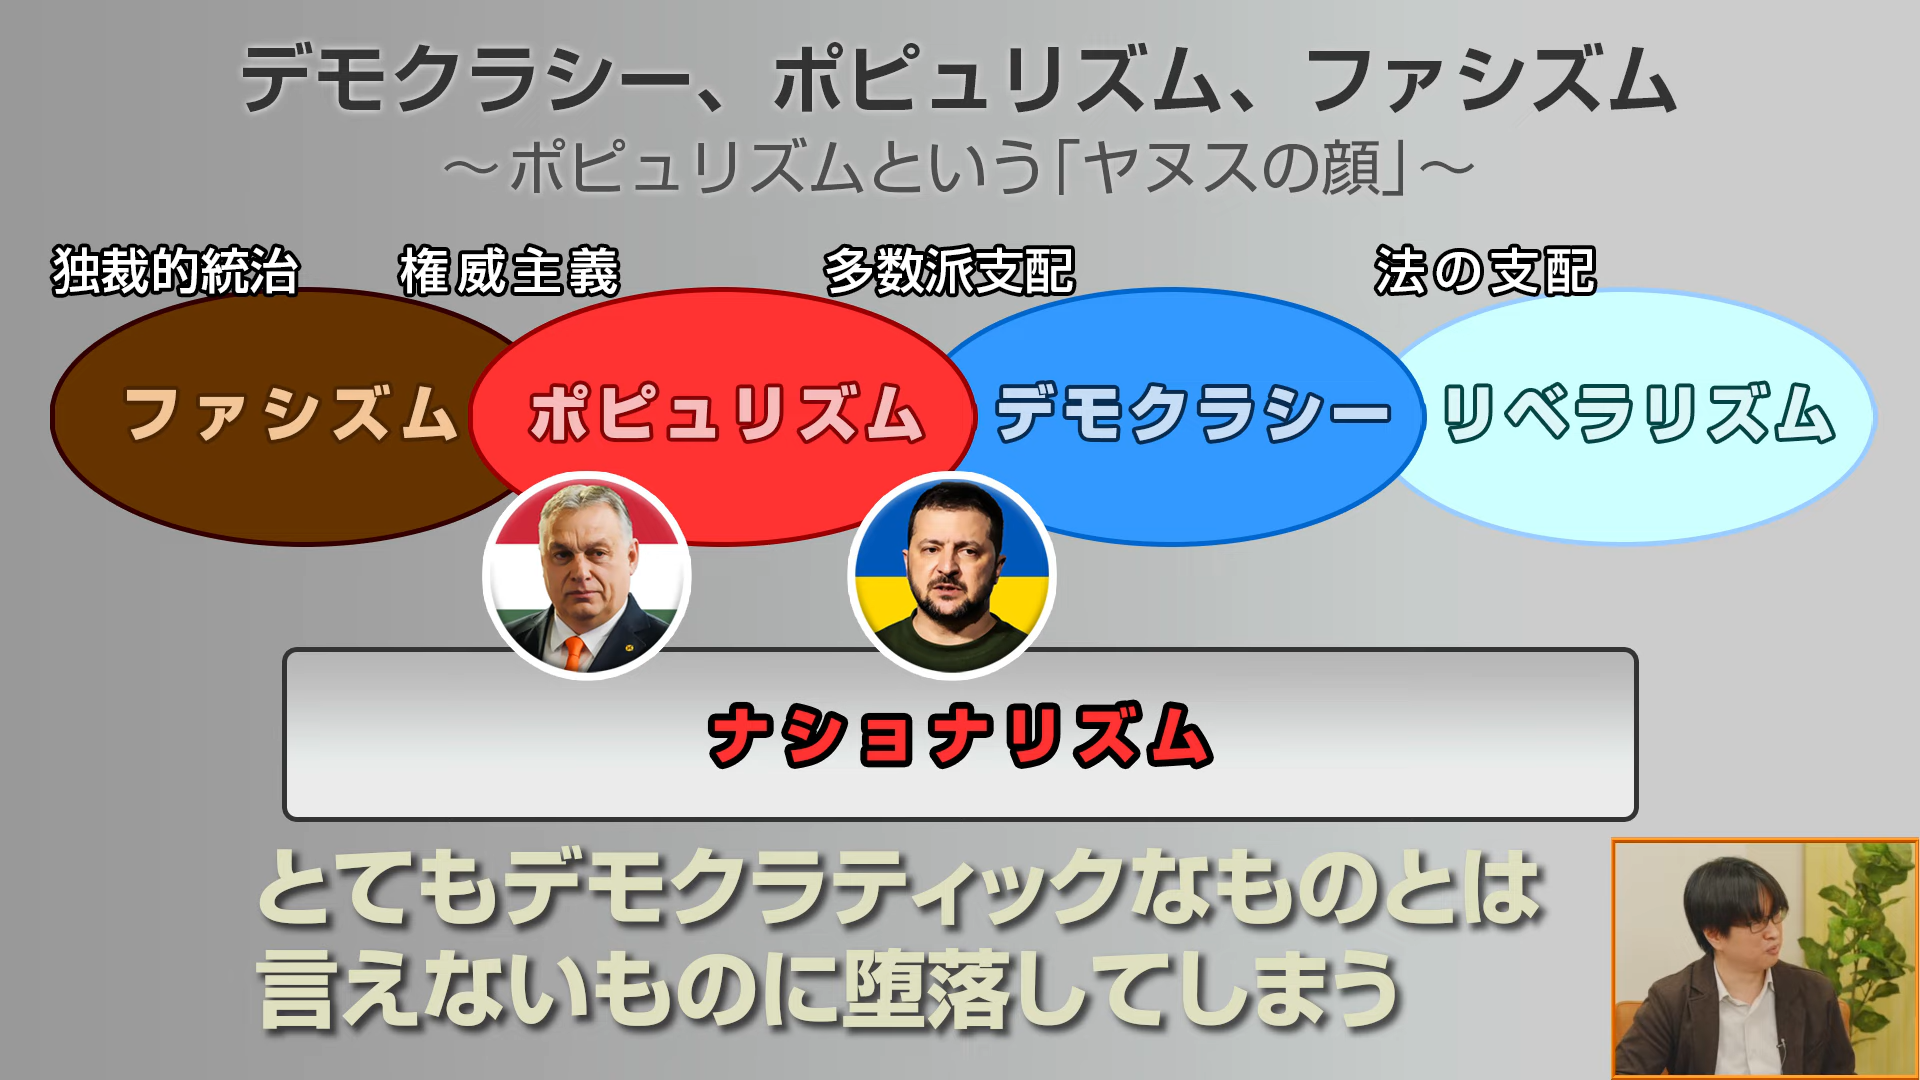 デモクラシー、ポピュリズム、ファシズム
～ポピュリズムという「ヤヌスの顔」～
独裁的統治 権威主義 多数派支配 法の支配
ファシズム ポピュリズム デモクラシー リベラリズム
ナショナリズム
とてもデモクラティックなものとは
言えないものに堕落してしまう